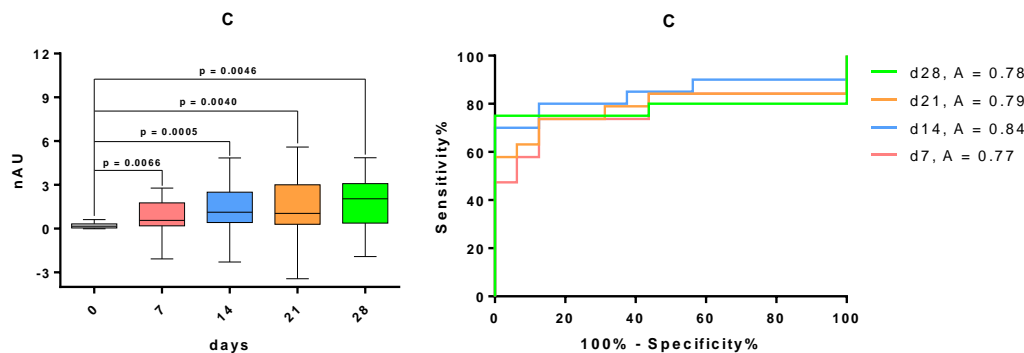 C
12
9
6
3
0
-3
nAU
p = 0.0046
p = 0.0040
p = 0.0005
p = 0.0066
0
7
14
21
28
days
C
100
80
60
40
20
0
Sensitivity%
0
20
40
60
80
100
100% - Specificity%
d28, A = 0.78
d21, A = 0.79
d14, A = 0.84
d7, A = 0.77